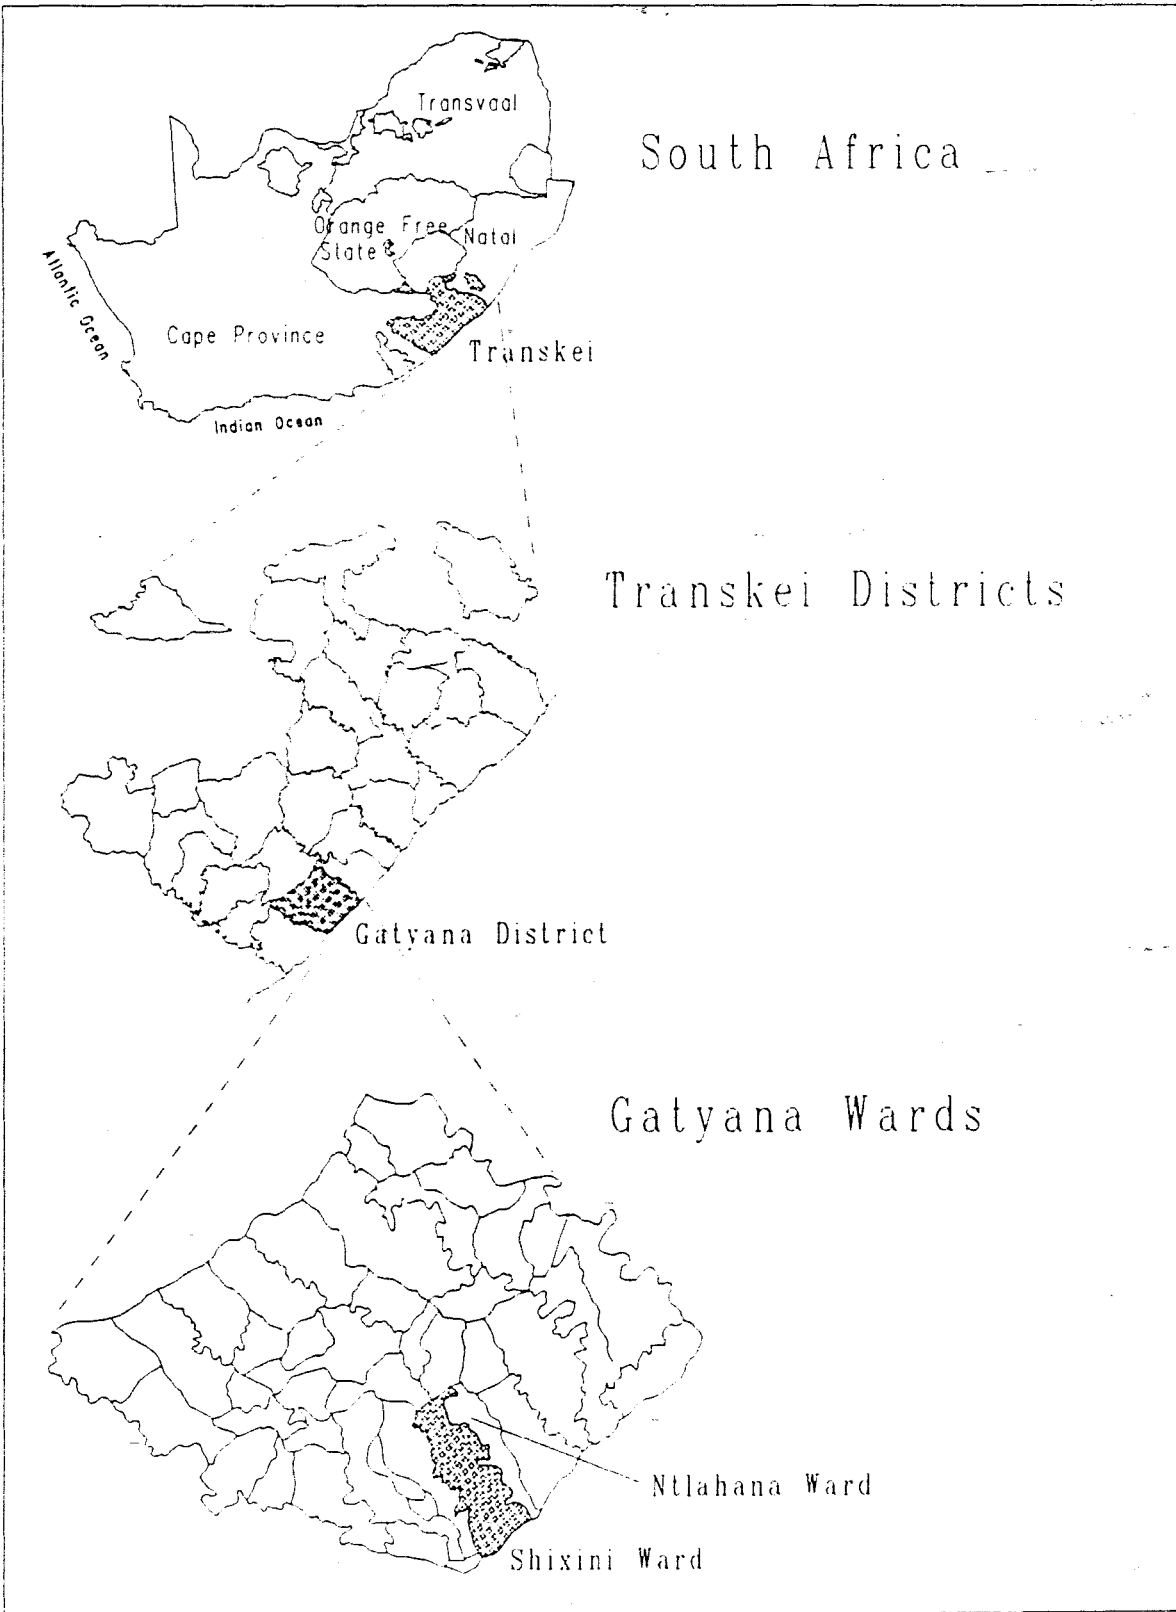 Transvaal
South Africa
Orange Free
State
Natal
Atlantic Ocean
Cape Province
Transkei
Indian Ocean
Transkei Districts
Gatyana District
Gatyana Wards
Ntlahana Ward
Shixini Ward